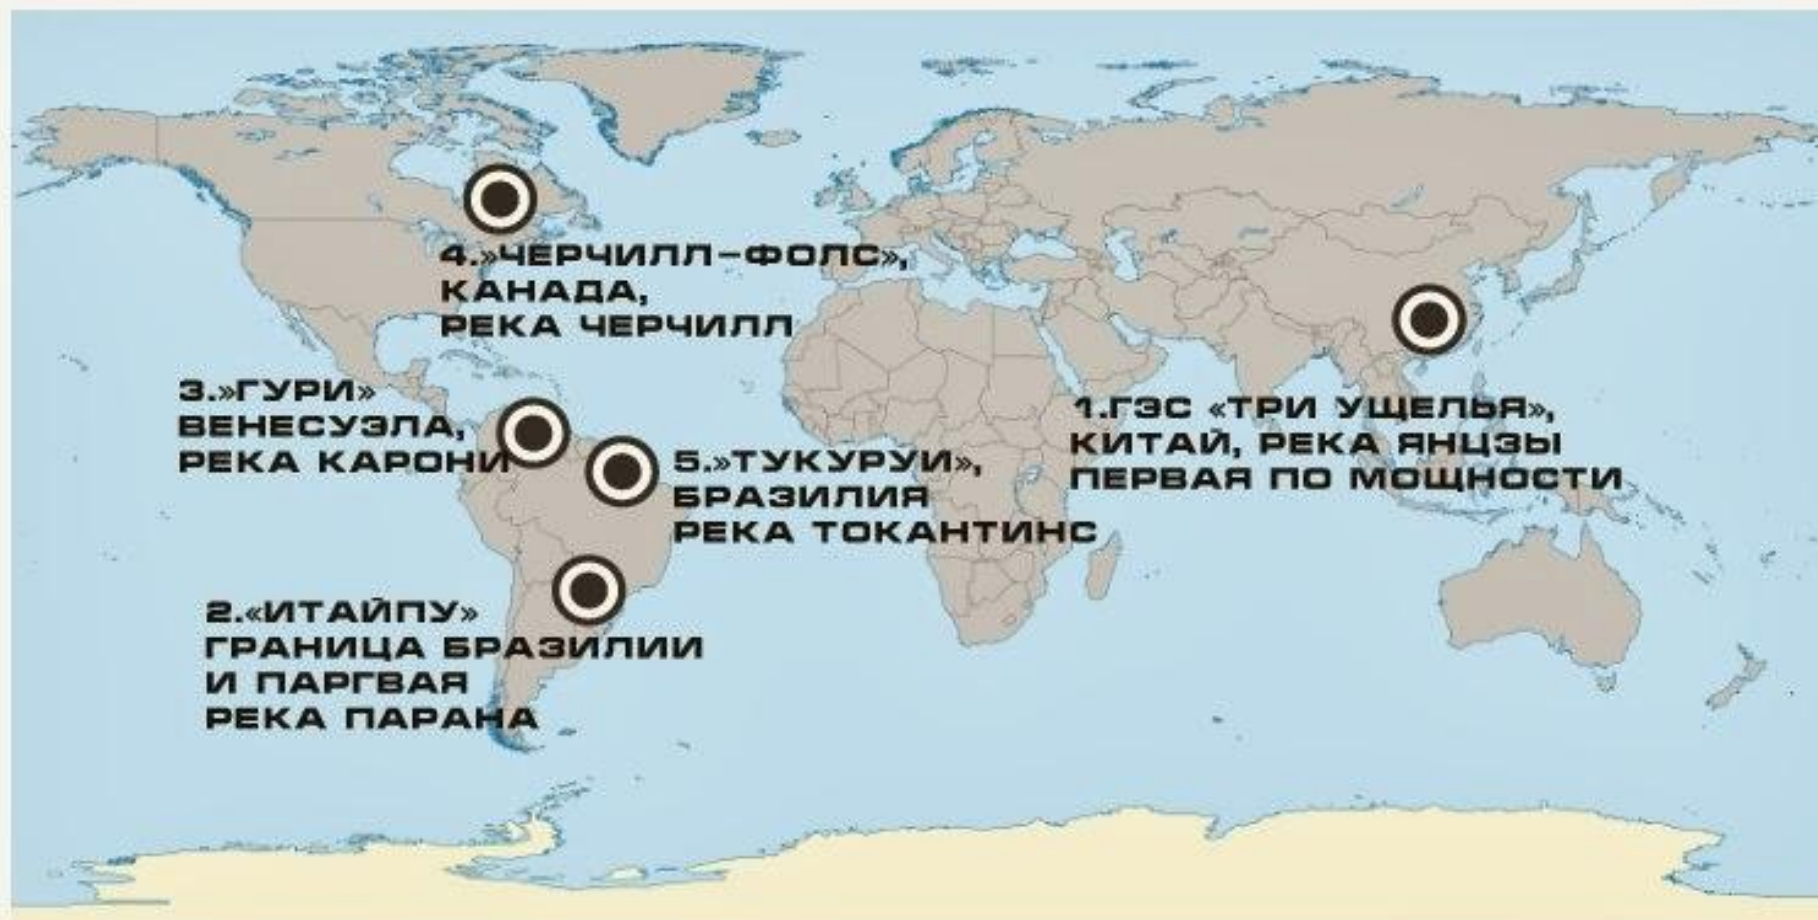 4.»ЧЕРЧИЛЛ-ФОЛС»,
КАНАДА,
РЕКА ЧЕРЧИЛЛ
3.»ГУРИ»
ВЕНЕСУЭЛА,
РЕКА КАРОНИ
1.ГЭС «ТРИ УЩЕЛЬЯ»,
КИТАЙ, РЕКА ЯНЦЗЫ
ПЕРВАЯ ПО МОЩНОСТИ
5.»ТУКУРУИ»,
БРАЗИЛИЯ
РЕКА ТОКАНТИНС
2.«ИТАЙПУ»
ГРАНИЦА БРАЗИЛИИ
И ПАРГВАЯ
РЕКА ПАРАНА